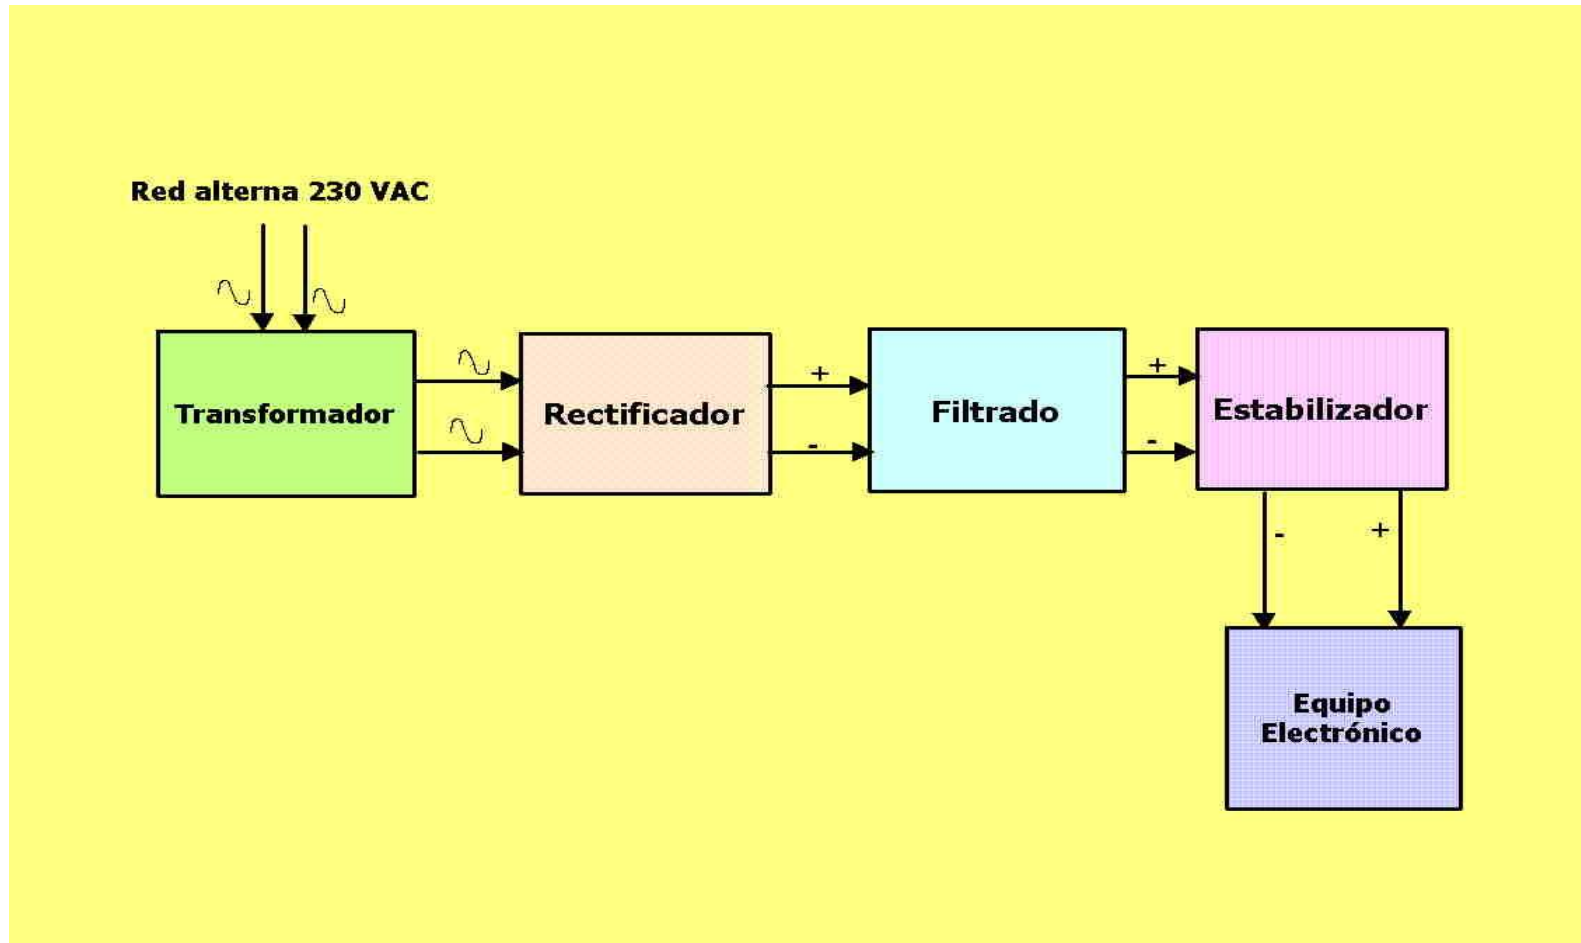 Red alterna 230 VAC
Transformador
Rectificador
+
-
Filtrado
+
-
Estabilizador
-
+
Equipo
Electrónico